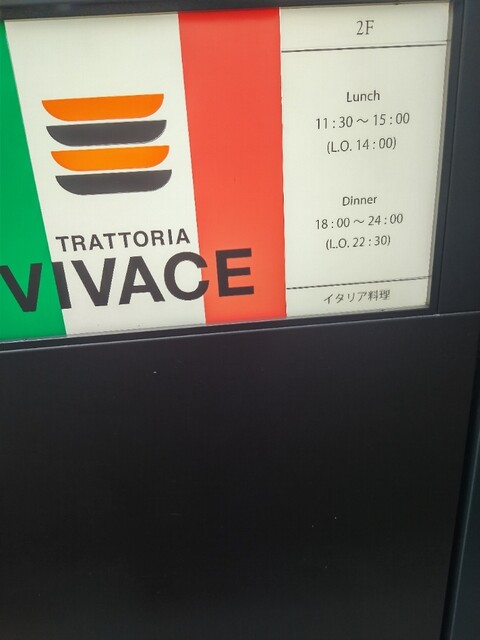 TRATTORIA
VIVACE
2F
Lunch
11:30～15:00
(L.O. 14:00)
Dinner
18:00～24:00
(L.O. 22:30)
イタリア料理